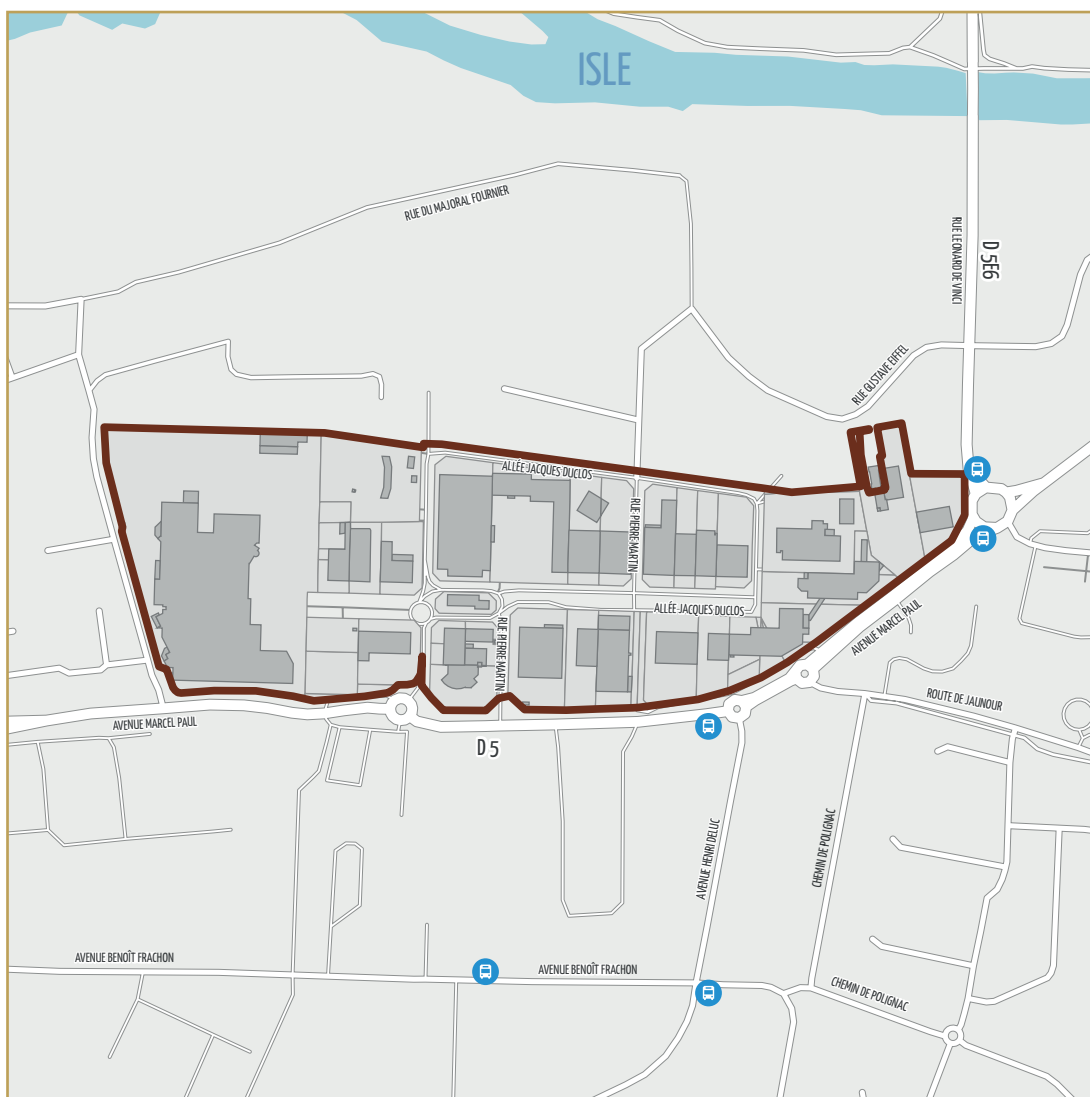 ISLE
RUE DU MAJORAL FOURNIER
RUE LEONARD DE VINCI
D 5E6
RUE GUSTAVE EIFFEL
ALLÉE JACQUES DUCLOS
RUE PIERRE MARTIN
ALLÉE JACQUES DUCLOS
RUE PIERRE MARTIN
AVENUE MARCEL PAUL
ROUTE DE JAUNOUR
AVENUE MARCEL PAUL
D 5
AVENUE HENRI DELUC
CHEMIN DE POLIGNAC
AVENUE BENOÎT FRACHON
AVENUE BENOÎT FRACHON
CHEMIN DE POLIGNAC